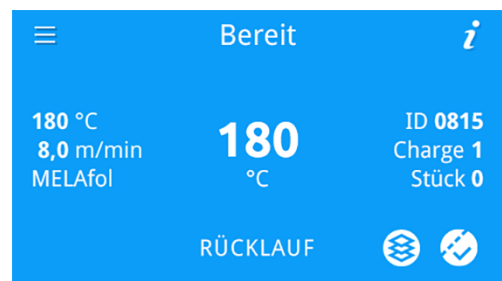 Bereit
i
180 °C
8,0 m/min
MELAfol
180
°C
ID 0815
Charge 1
Stück 0
RÜCKLAUF